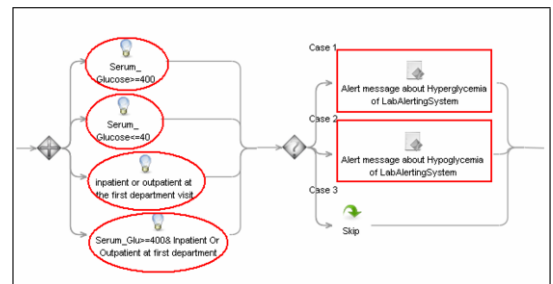 Serum_
Glucose>=400
Serum_
Glucose<=40
inpatient or outpatient at
the first department visit
Serum_Glu>=400& Inpatient Or
Outpatient at first department
Case 1
Alert message about Hyperglycemia
of LabAlertingSystem
Case 2
Alert message about Hypoglycemia
of LabAlertingSystem
Case 3
Skip